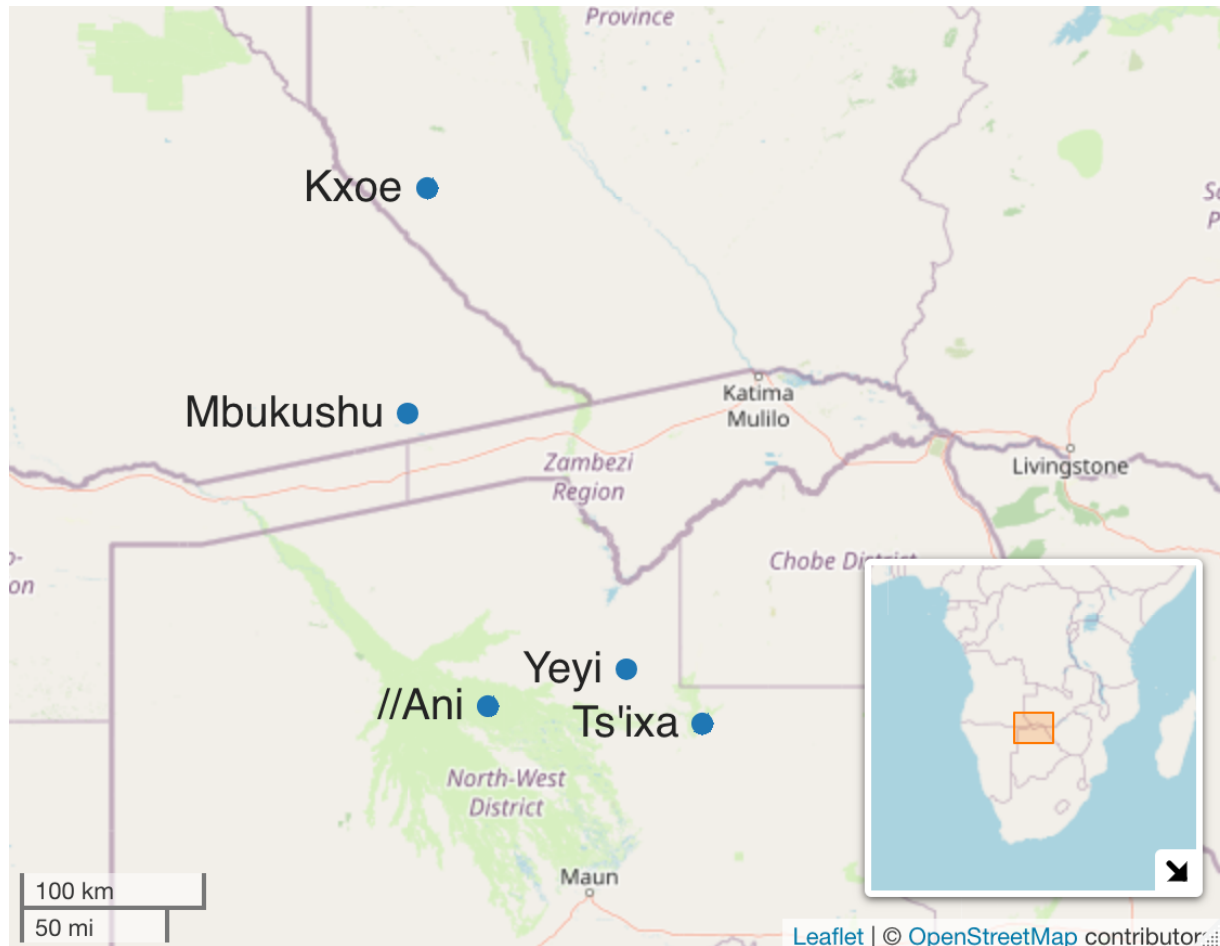 Province
Kxoe
Mbukushu
Katima
Mulilo
Livingstone
Zambezi
Region
Chobe District
Yeyi
//Ani
Ts'ixa
North-West
District
Maun
100 km
50 mi
Leaflet | © OpenStreetMap contributor